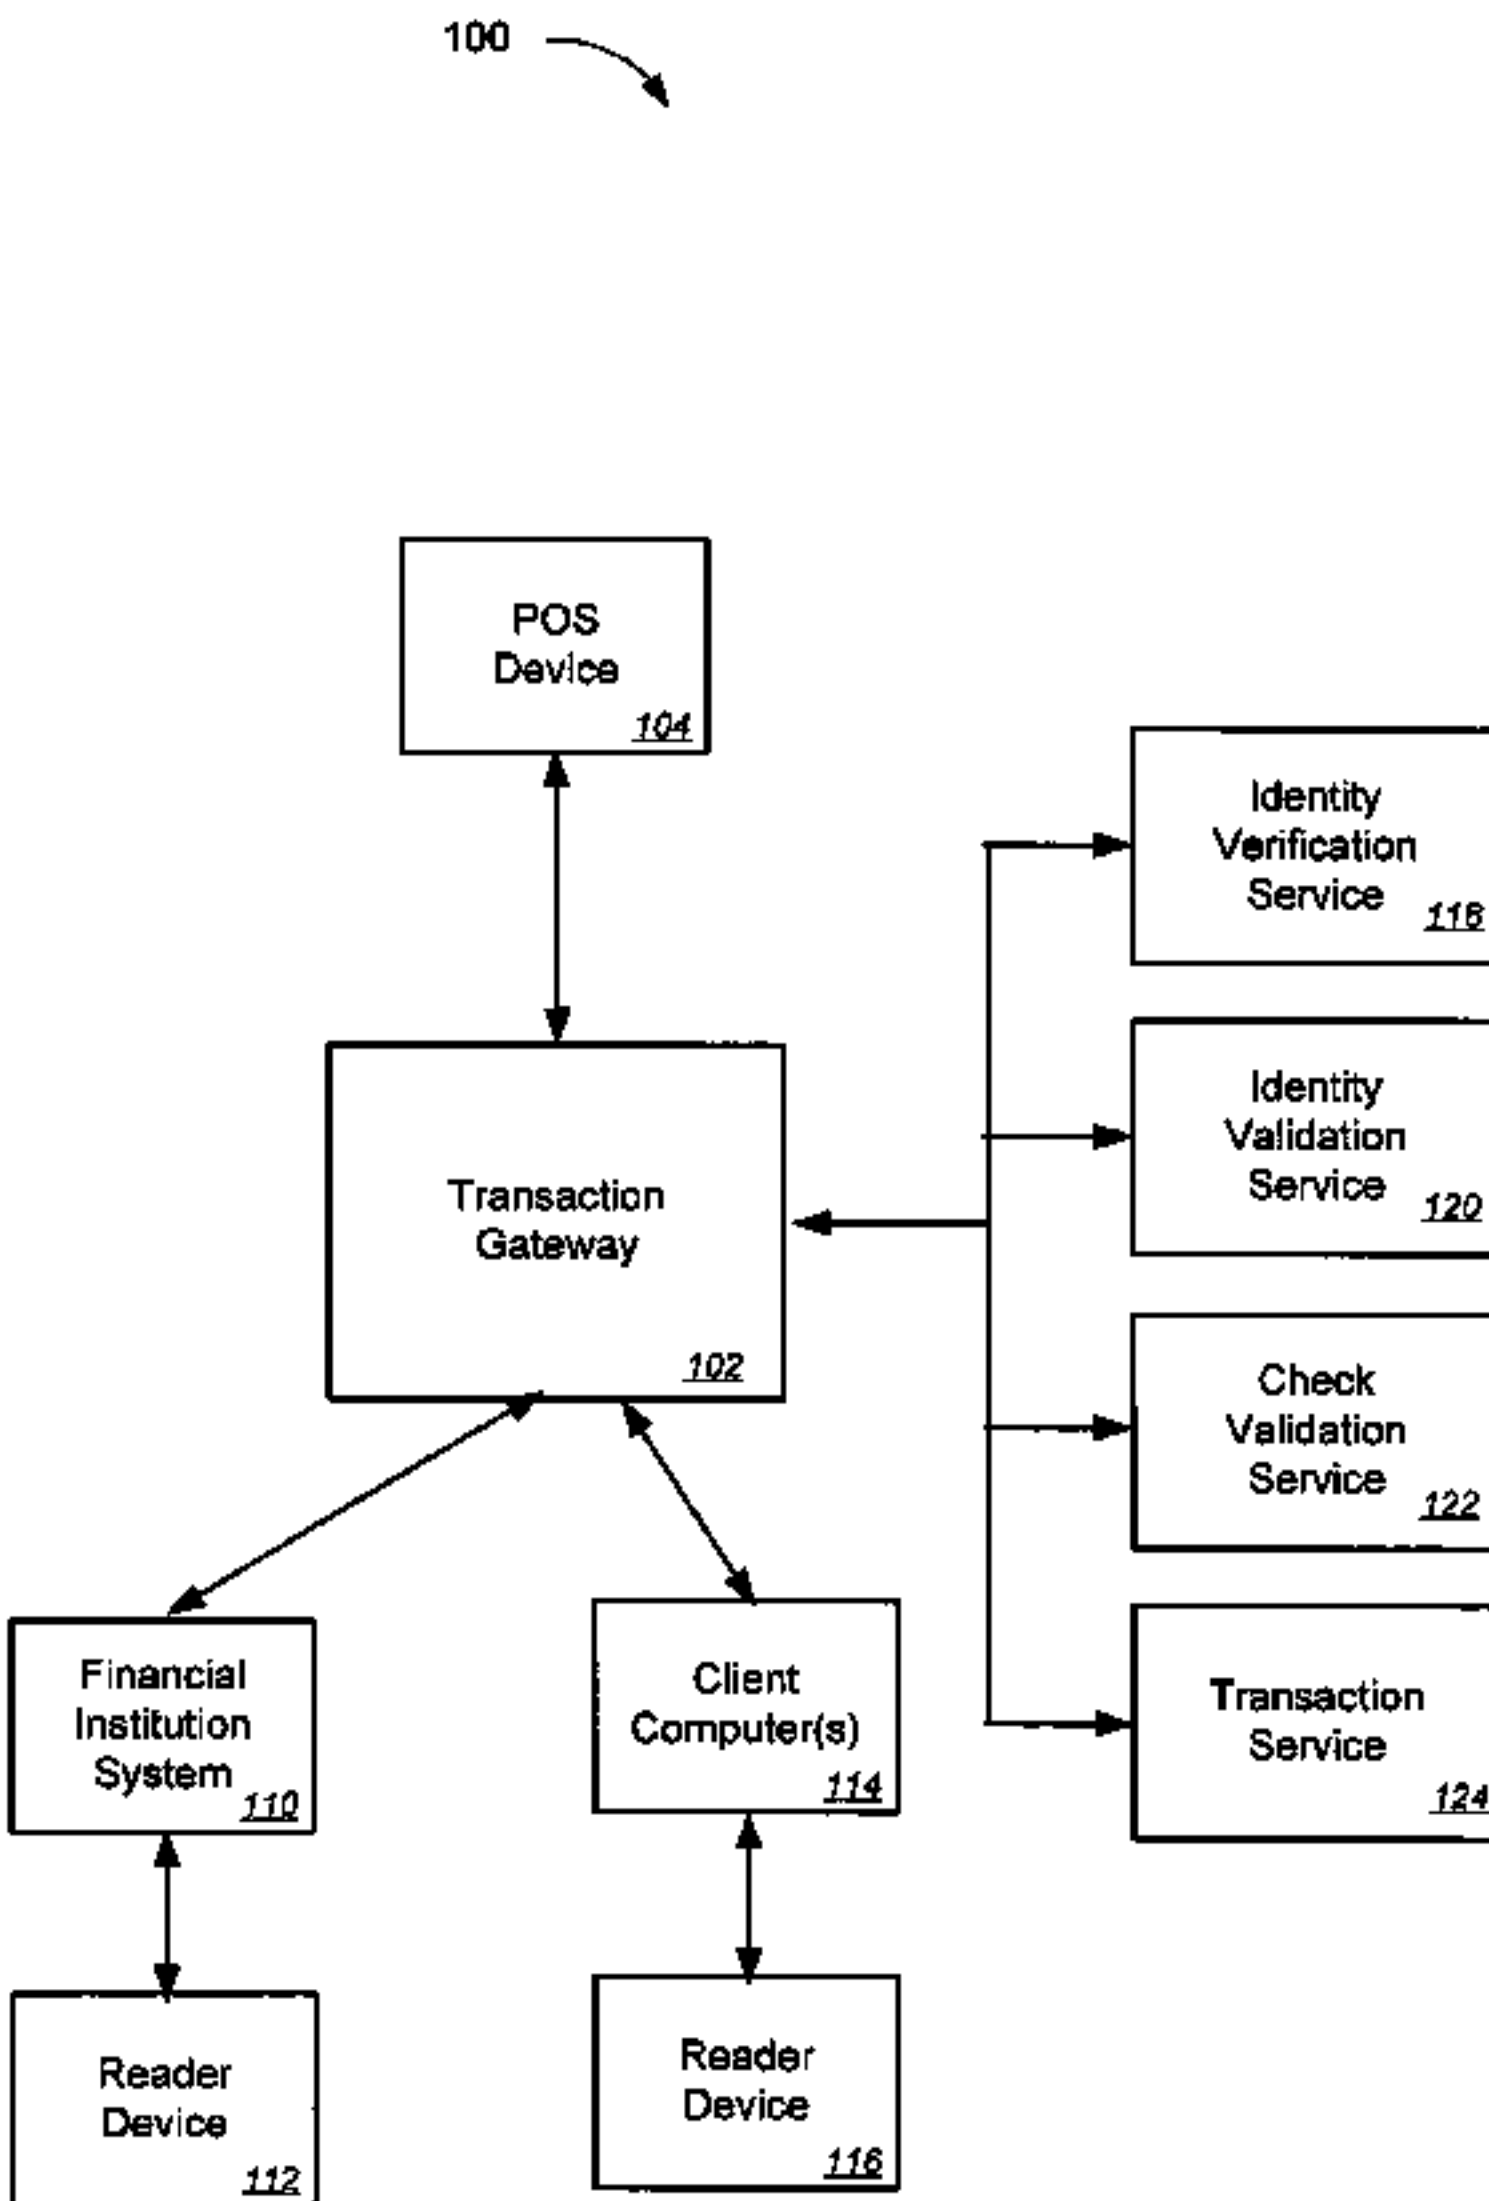 100
POS
Device
104
Identity
Verification
Service
118
Identity
Validation
Service
120
Transaction
Gateway
102
Check
Validation
Service
122
Transaction
Service
124
Financial
Institution
System
110
Client
Computer(s)
114
Reader
Device
112
Reader
Device
116